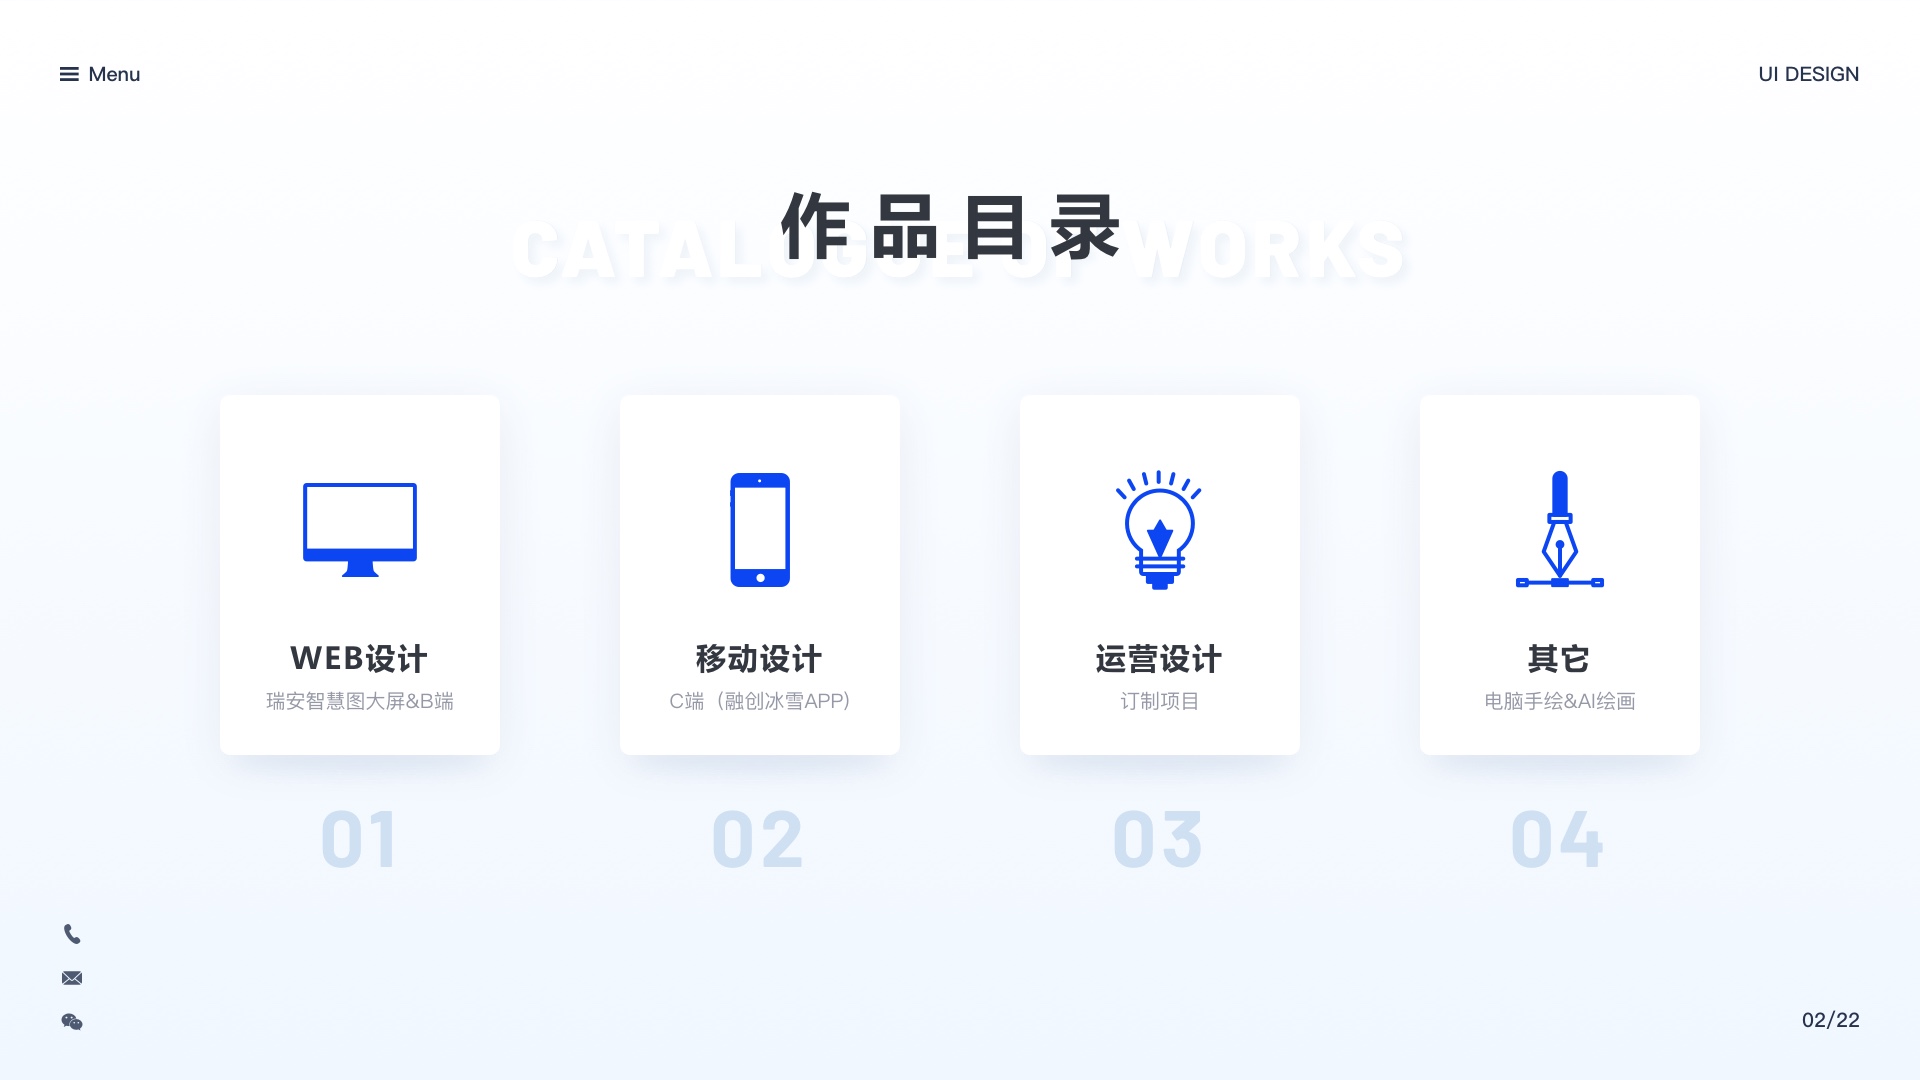 Menu
UI DESIGN
作品目录
CATALOGUE OF WORKS
WEB设计
瑞安智慧图大屏&B端
01
移动设计
C端（融创冰雪APP)
02
运营设计
订制项目
03
其它
电脑手绘&AI绘画
04
02/22